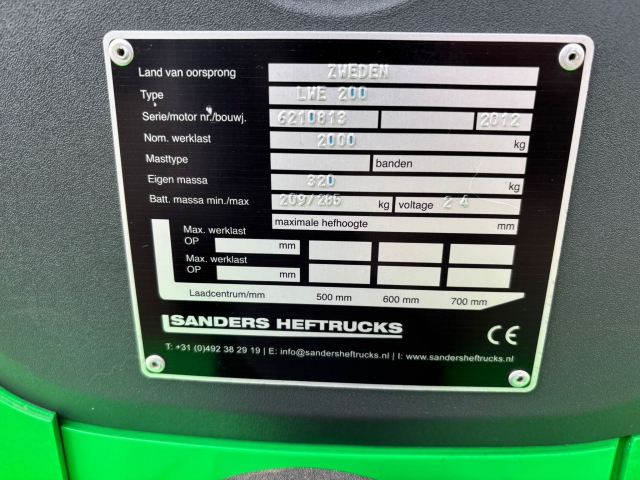 Land van oorsprong ZWEDEN
Type LWE 200
Serie/motor nr./bouwj. 6210813 2012
Nom. werklast 2000 kg
Masttype banden
Eigen massa 320 kg
Batt. massa min./max 209/285 kg voltage 24
maximale hefhoogte mm
Max. werklast
OP mm
Max. werklast
OP mm
Laadcentrum/mm 500 mm 600 mm 700 mm
SANDERS HEFTRUCKS CE
T: +31 (0)492 38 29 19 | E: info@sandersheftrucks.nl | I: www.sandersheftrucks.nl